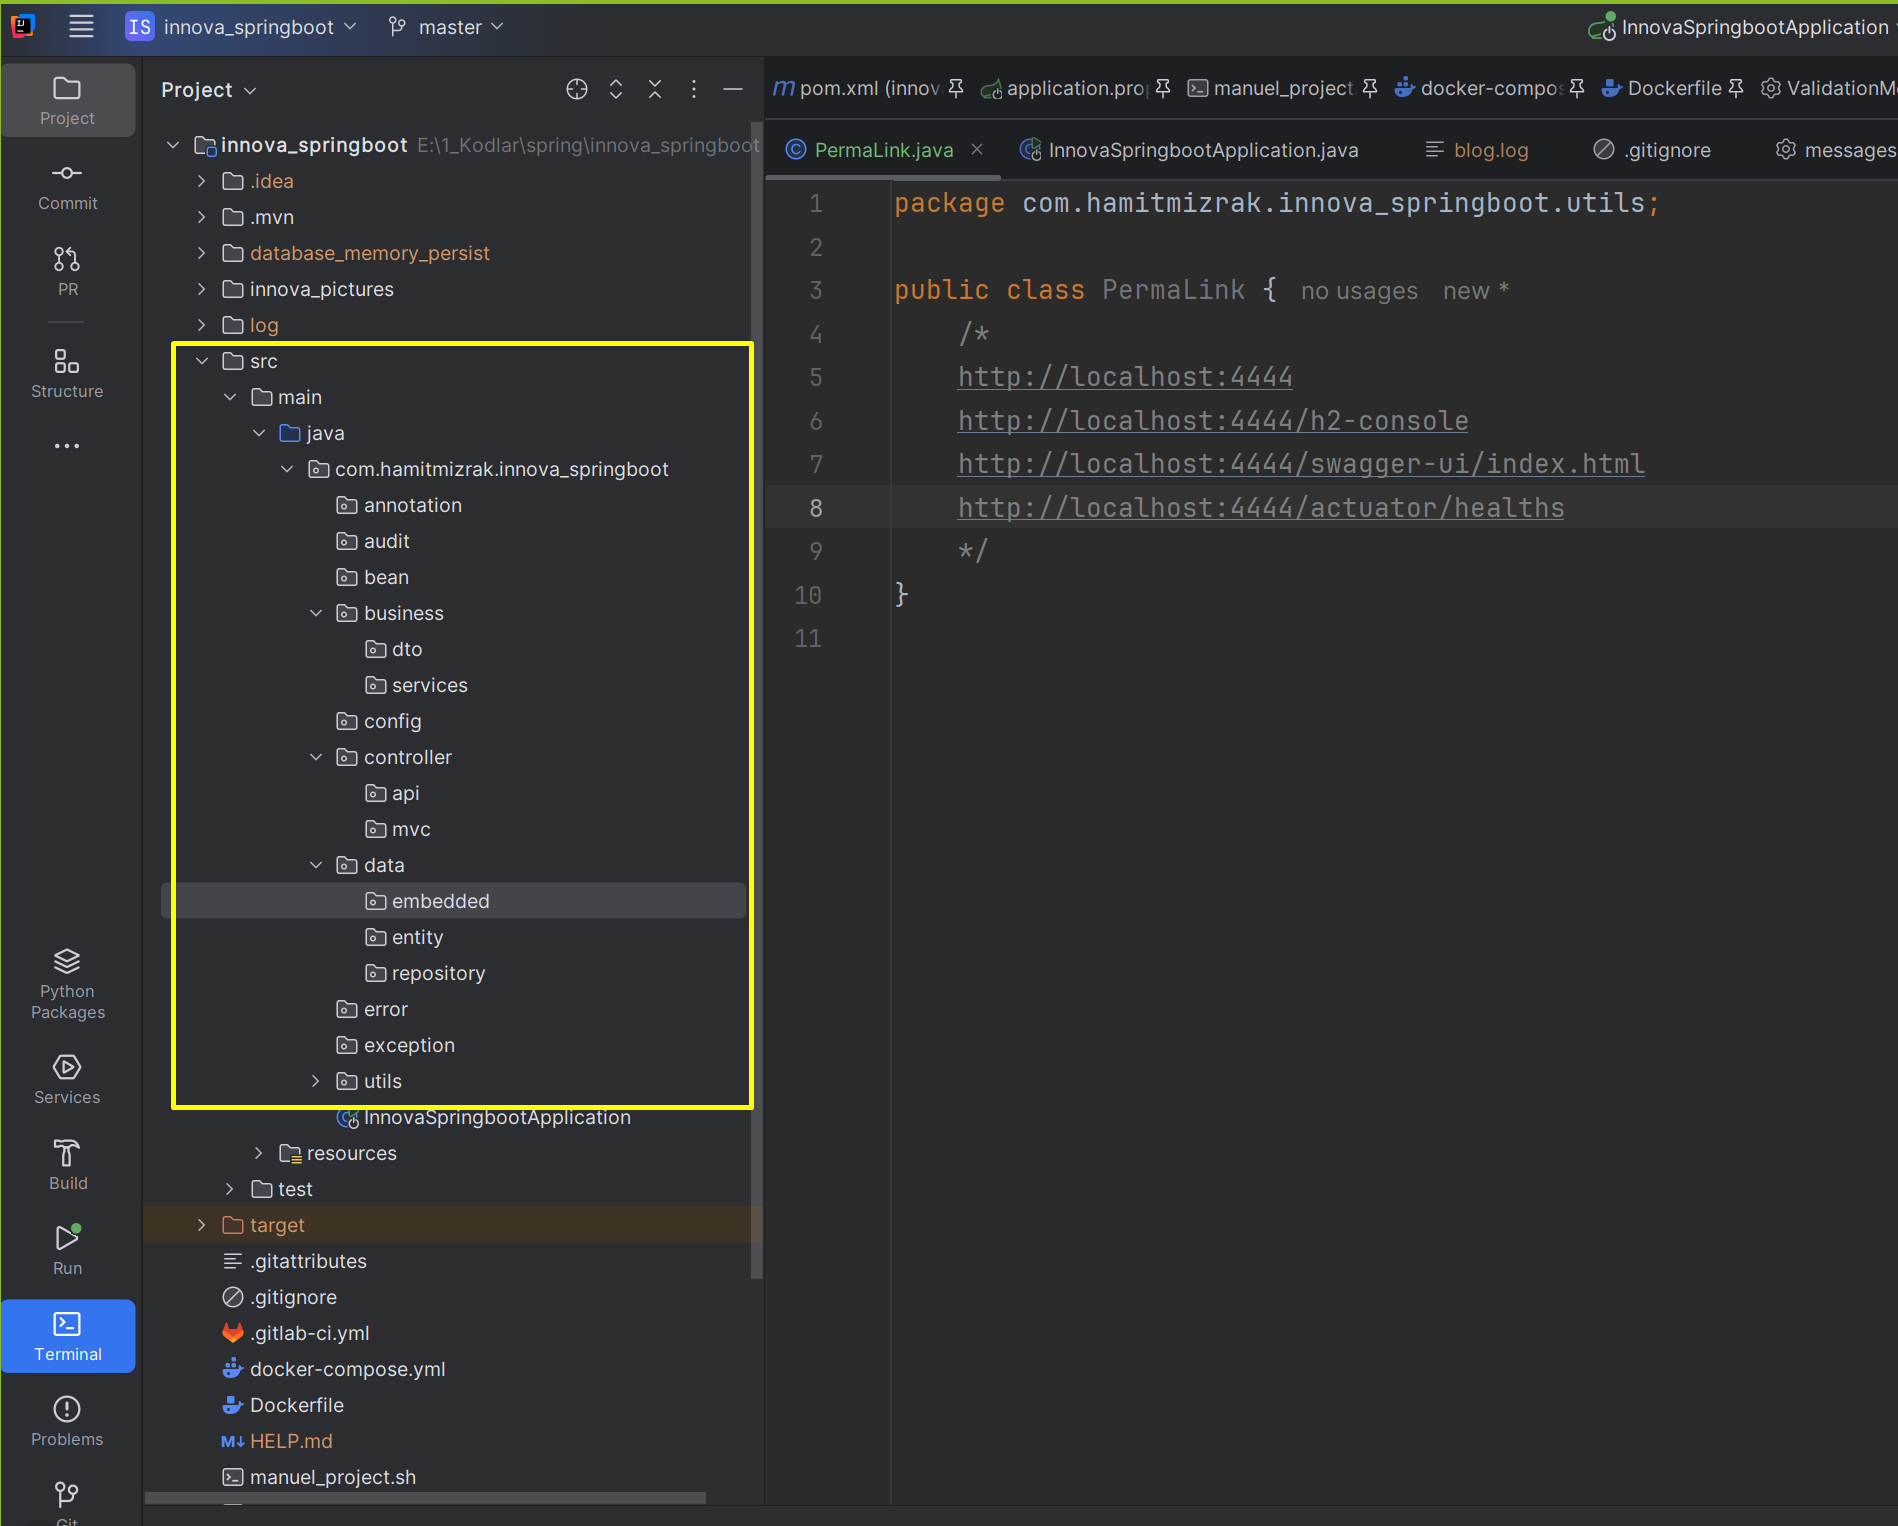 IS innova_springboot master InnovaSpringbootApplication
Project
Commit
PR
Structure
Python
Packages
Services
Build
Run
Terminal
Problems
Git
Project
innova_springboot E:\1_Kodlar\spring\innova_springboot
.idea
.mvn
database_memory_persist
innova_pictures
log
src
main
java
com.hamitmizrak.innova_springboot
annotation
audit
bean
business
dto
services
config
controller
api
mvc
data
embedded
entity
repository
error
exception
utils
InnovaSpringbootApplication
resources
test
target
.gitattributes
.gitignore
.gitlab-ci.yml
docker-compose.yml
Dockerfile
M↓ HELP.md
manuel_project.sh
m pom.xml (innov application.pro manuel_project docker-compos Dockerfile ValidationM
PermaLink.java InnovaSpringbootApplication.java blog.log .gitignore messages
1 package com.hamitmizrak.innova_springboot.utils;
2
3 public class PermaLink { no usages new *
4 /*
5 http://localhost:4444
6 http://localhost:4444/h2-console
7 http://localhost:4444/swagger-ui/index.html
8 http://localhost:4444/actuator/healths
9 */
10 }
11